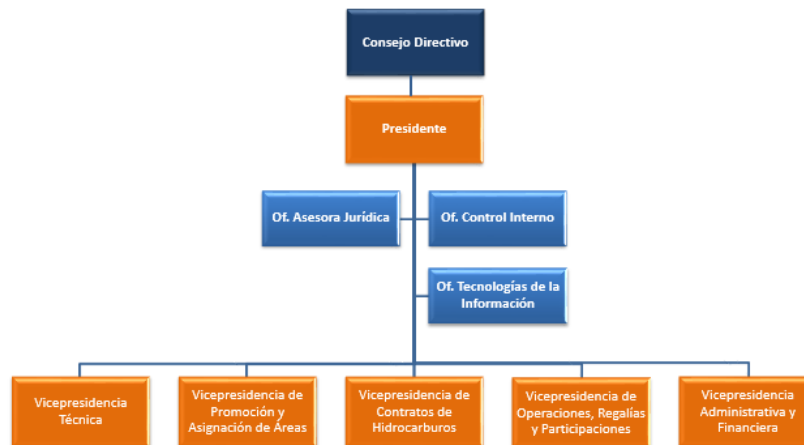 Consejo Directivo
Presidente
Of. Asesora Jurídica
Of. Control Interno
Of. Tecnologías de la
Información
Vicepresidencia
Técnica
Vicepresidencia de
Promoción y
Asignación de Áreas
Vicepresidencia de
Contratos de
Hidrocarburos
Vicepresidencia de
Operaciones, Regalías
y Participaciones
Vicepresidencia
Administrativa y
Financiera